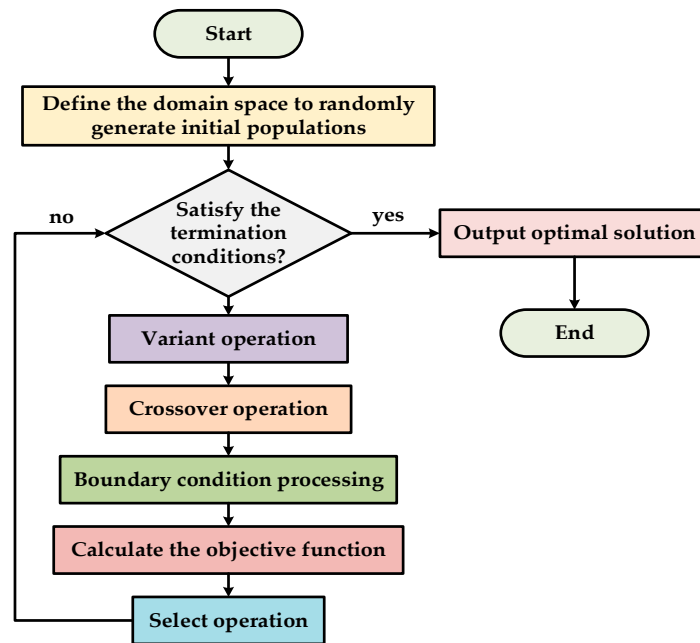 Start
Define the domain space to randomly
generate initial populations
no
Satisfy the
termination
conditions?
yes
Output optimal solution
End
Variant operation
Crossover operation
Boundary condition processing
Calculate the objective function
Select operation